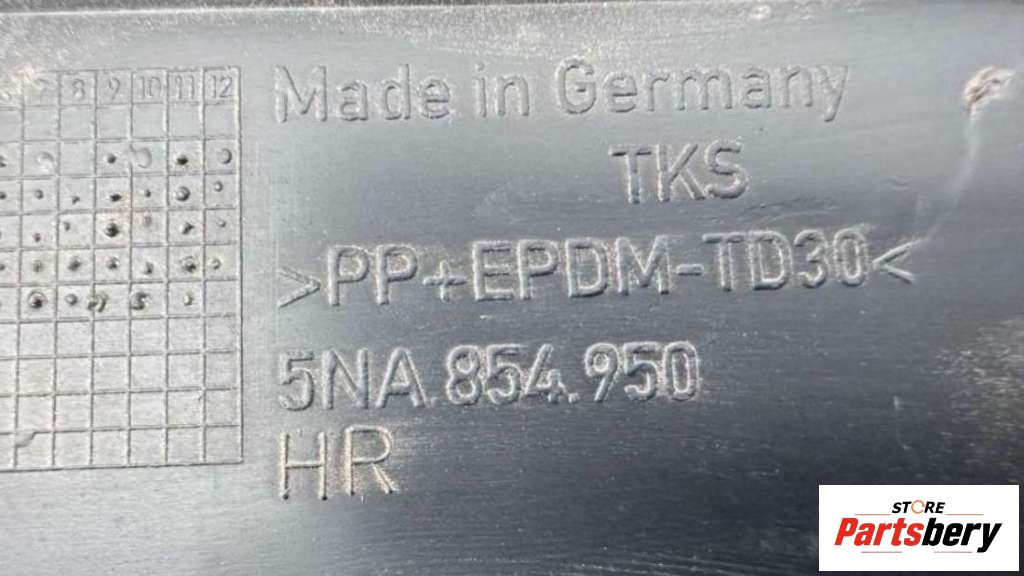 7 8 9 10 11 12
Made in Germany
TKS
>PP+EPDM-TD30<
5NA.854.950
HR
STORE
Partsbery